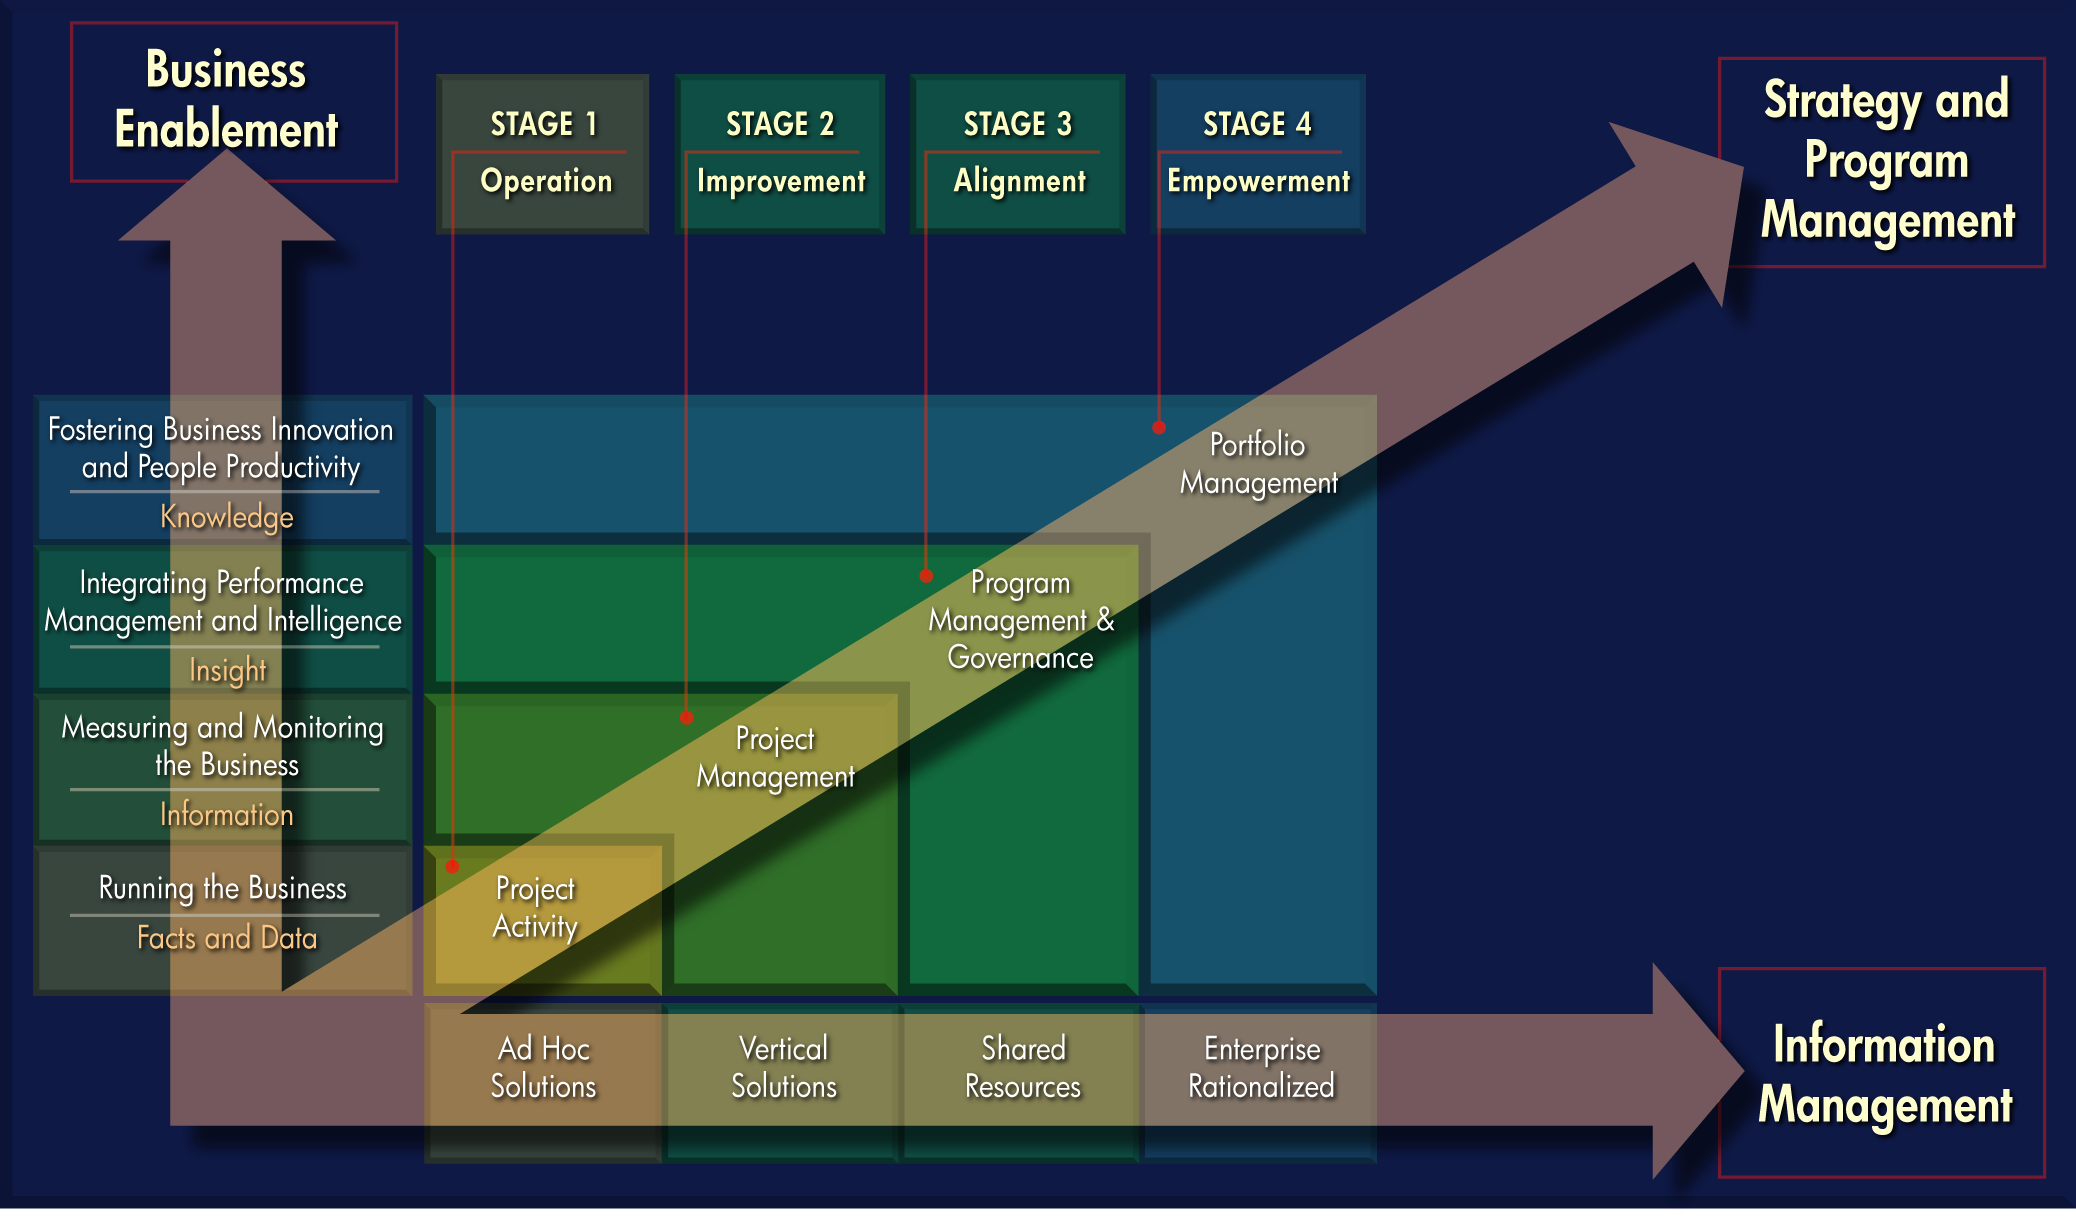 Business
Enablement
STAGE 1
Operation
STAGE 2
Improvement
STAGE 3
Alignment
STAGE 4
Empowerment
Strategy and
Program
Management
Fostering Business Innovation
and People Productivity
Knowledge
Integrating Performance
Management and Intelligence
Insight
Measuring and Monitoring
the Business
Information
Running the Business
Facts and Data
Portfolio
Management
Program
Management &
Governance
Project
Management
Project
Activity
Ad Hoc
Solutions
Vertical
Solutions
Shared
Resources
Enterprise
Rationalized
Information
Management